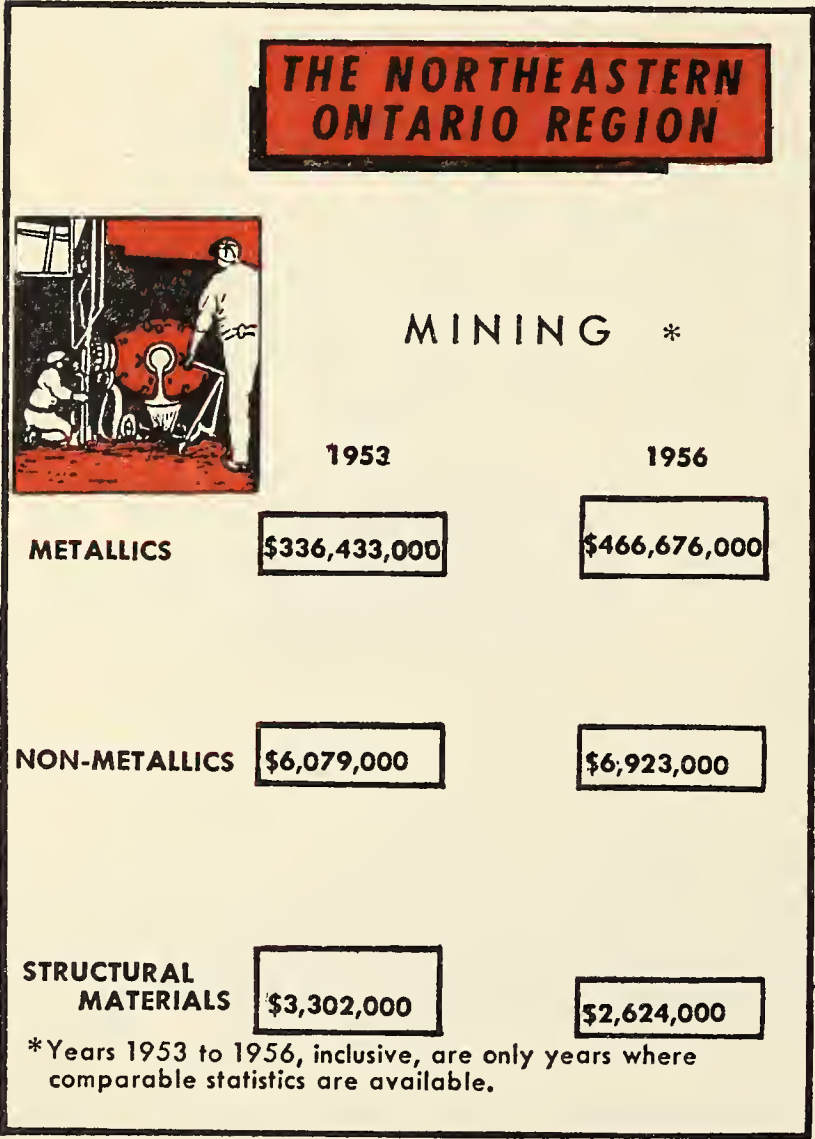 THE NORTHEASTERN
ONTARIO REGION
MINING *
1953 1956
METALLICS $336,433,000 $466,676,000
NON-METALLICS $6,079,000 $6,923,000
STRUCTURAL
MATERIALS $3,302,000 $2,624,000
*Years 1953 to 1956, inclusive, are only years where
comparable statistics are available.